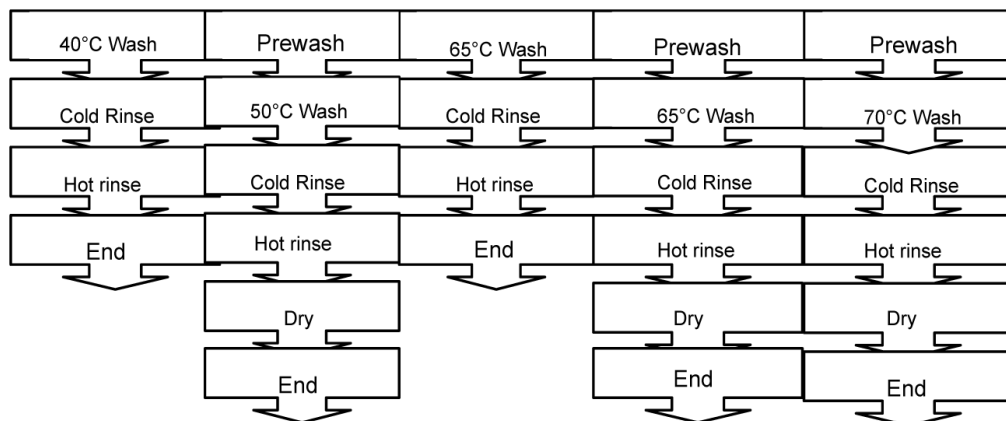 40°C Wash
Cold Rinse
Hot rinse
End
Prewash
50°C Wash
Cold Rinse
Hot rinse
Dry
End
65°C Wash
Cold Rinse
Hot rinse
End
Prewash
65°C Wash
Cold Rinse
Hot rinse
Dry
End
Prewash
70°C Wash
Cold Rinse
Hot rinse
Dry
End